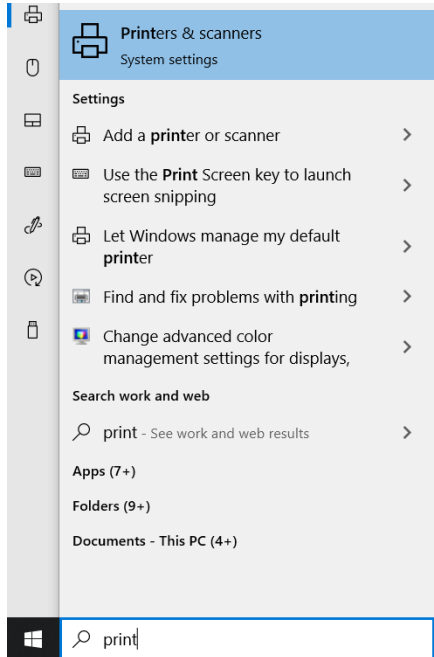 Printers & scanners
System settings
Settings
Add a printer or scanner
Use the Print Screen key to launch
screen snipping
Let Windows manage my default
printer
Find and fix problems with printing
Change advanced color
management settings for displays,
Search work and web
print - See work and web results
Apps (7+)
Folders (9+)
Documents - This PC (4+)
print